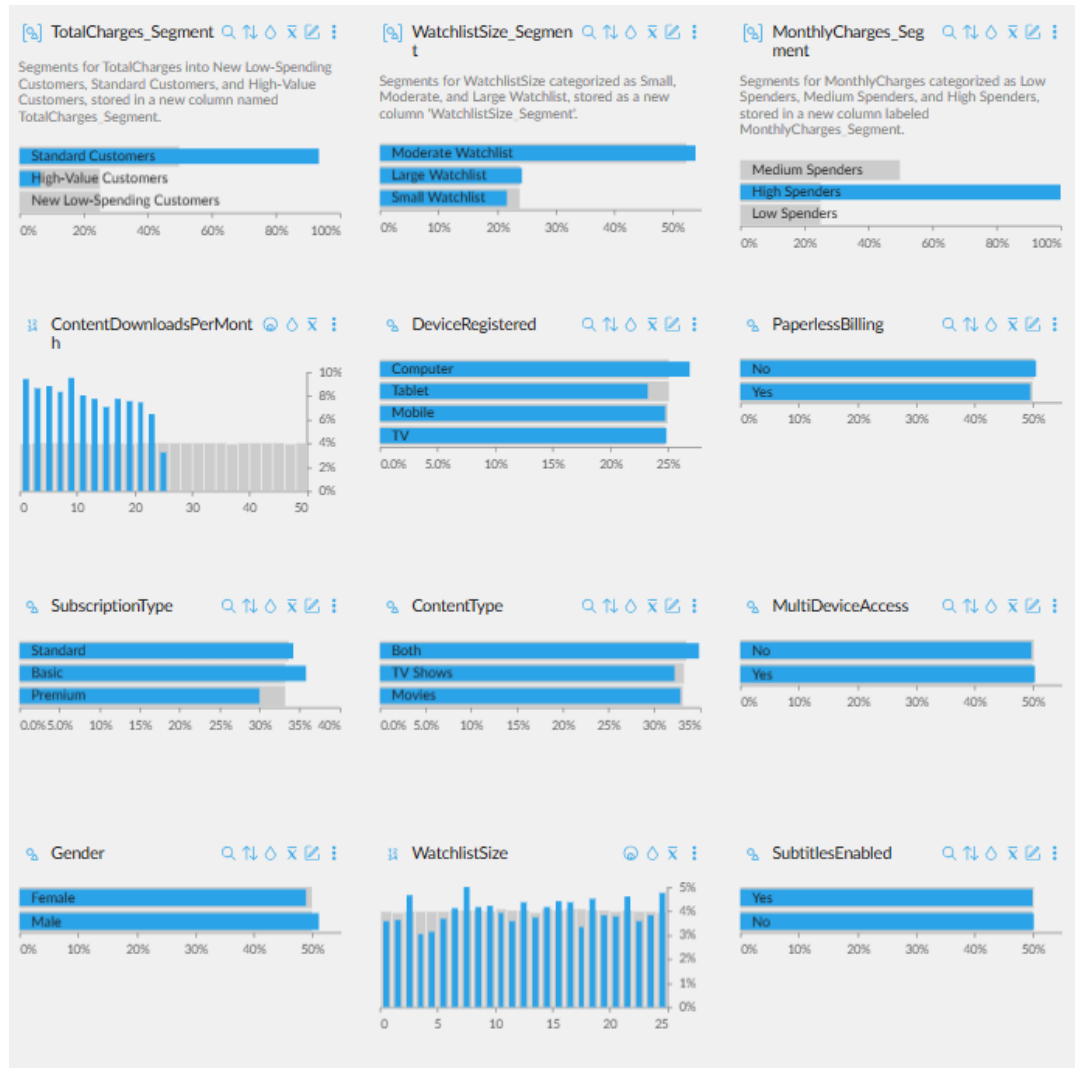 TotalCharges_Segment
Segments for TotalCharges into New Low-Spending
Customers, Standard Customers, and High-Value
Customers, stored in a new column named
TotalCharges_Segment.
Standard Customers
High-Value Customers
New Low-Spending Customers
0% 20% 40% 60% 80% 100%
WatchlistSize_Segmen
t
Segments for WatchlistSize categorized as Small,
Moderate, and Large Watchlist, stored as a new
column 'WatchlistSize_Segment'.
Moderate Watchlist
Large Watchlist
Small Watchlist
0% 10% 20% 30% 40% 50%
MonthlyCharges_Seg
ment
Segments for MonthlyCharges categorized as Low
Spenders, Medium Spenders, and High Spenders,
stored in a new column labeled
MonthlyCharges_Segment.
Medium Spenders
High Spenders
Low Spenders
0% 20% 40% 60% 80% 100%
ContentDownloadsPerMont
h
10%
8%
6%
4%
2%
0%
0 10 20 30 40 50
DeviceRegistered
Computer
Tablet
Mobile
TV
0.0% 5.0% 10% 15% 20% 25%
PaperlessBilling
No
Yes
0% 10% 20% 30% 40% 50%
SubscriptionType
Standard
Basic
Premium
0.0% 5.0% 10% 15% 20% 25% 30% 35% 40%
ContentType
Both
TV Shows
Movies
0.0% 5.0% 10% 15% 20% 25% 30% 35%
MultiDeviceAccess
No
Yes
0% 10% 20% 30% 40% 50%
Gender
Female
Male
0% 10% 20% 30% 40% 50%
WatchlistSize
5%
4%
3%
2%
1%
0%
0 5 10 15 20 25
SubtitlesEnabled
Yes
No
0% 10% 20% 30% 40% 50%